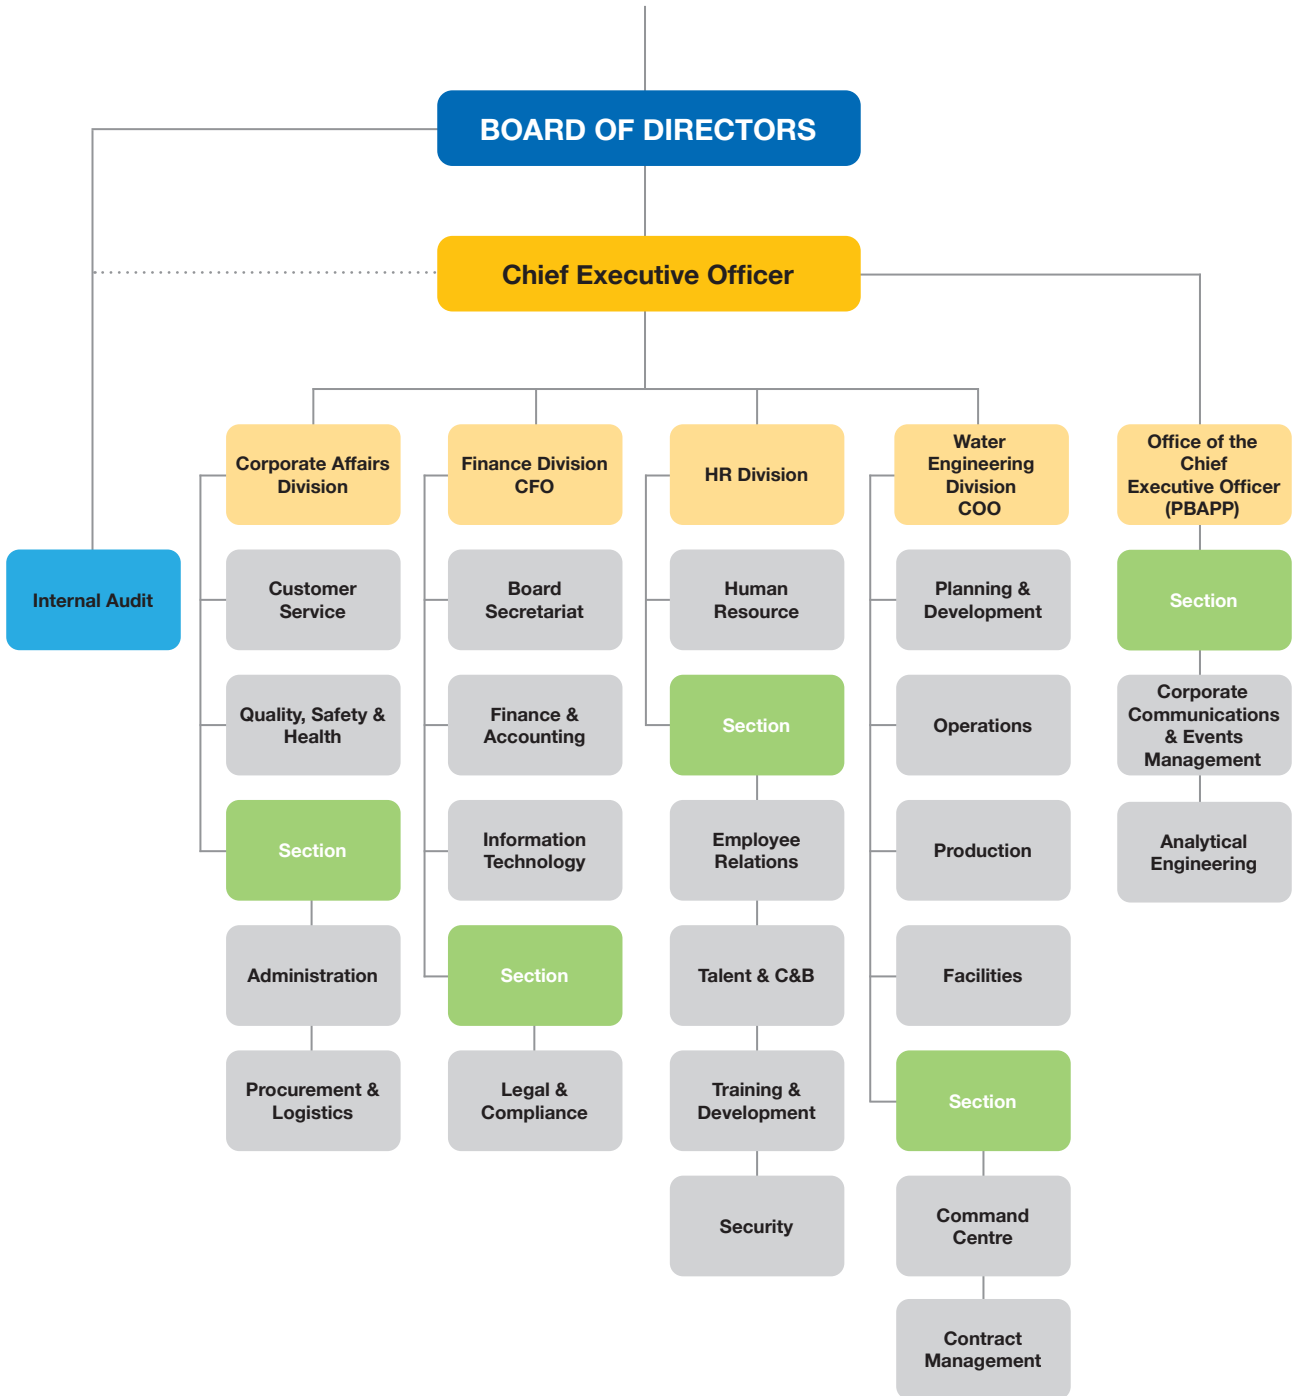 BOARD OF DIRECTORS
Chief Executive Officer
Corporate Affairs
Division
Finance Division
CFO
HR Division
Water
Engineering
Division
COO
Office of the
Chief
Executive Officer
(PBAPP)
Internal Audit
Customer
Service
Board
Secretariat
Human
Resource
Planning &
Development
Section
Quality, Safety &
Health
Finance &
Accounting
Section
Operations
Corporate
Communications
& Events
Management
Section
Information
Technology
Employee
Relations
Production
Analytical
Engineering
Administration
Section
Talent & C&B
Facilities
Procurement &
Logistics
Legal &
Compliance
Training &
Development
Section
Security
Command
Centre
Contract
Management